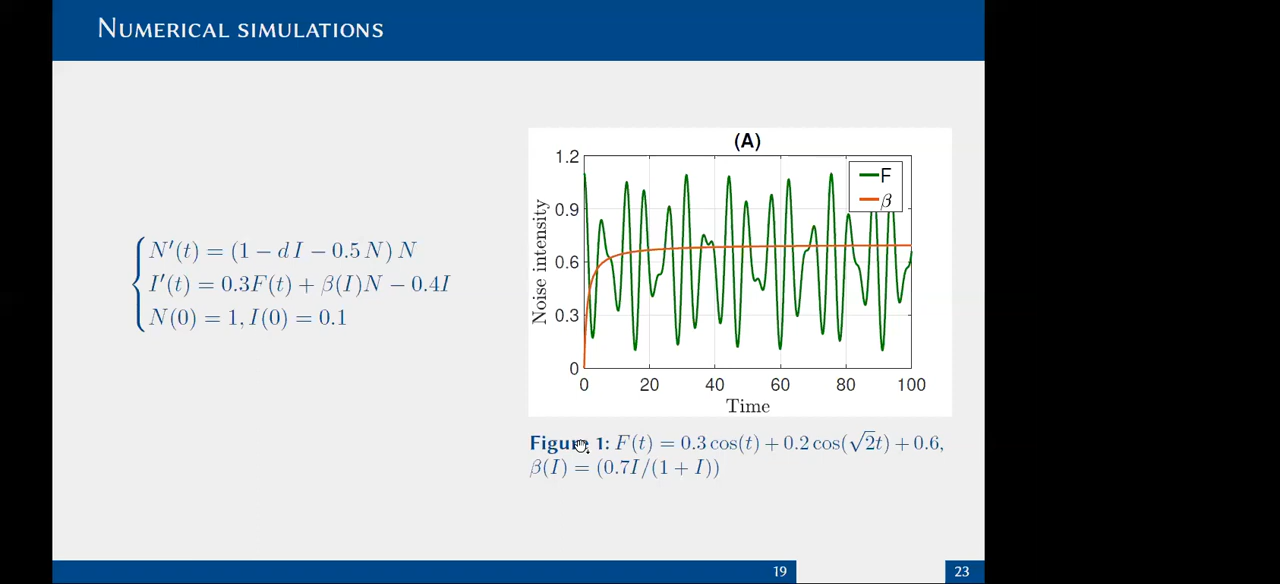 Numerical simulations
N′(t) = (1 − d I − 0.5 N) N
I′(t) = 0.3F(t) + β(I)N − 0.4I
N(0) = 1, I(0) = 0.1
(A)
1.2
0.9
0.6
0.3
0
Noise intensity
F
β
0 20 40 60 80 100
Time
Figure 1: F(t) = 0.3 cos(t) + 0.2 cos(√2t) + 0.6,
β(I) = (0.7I/(1 + I))
19 23